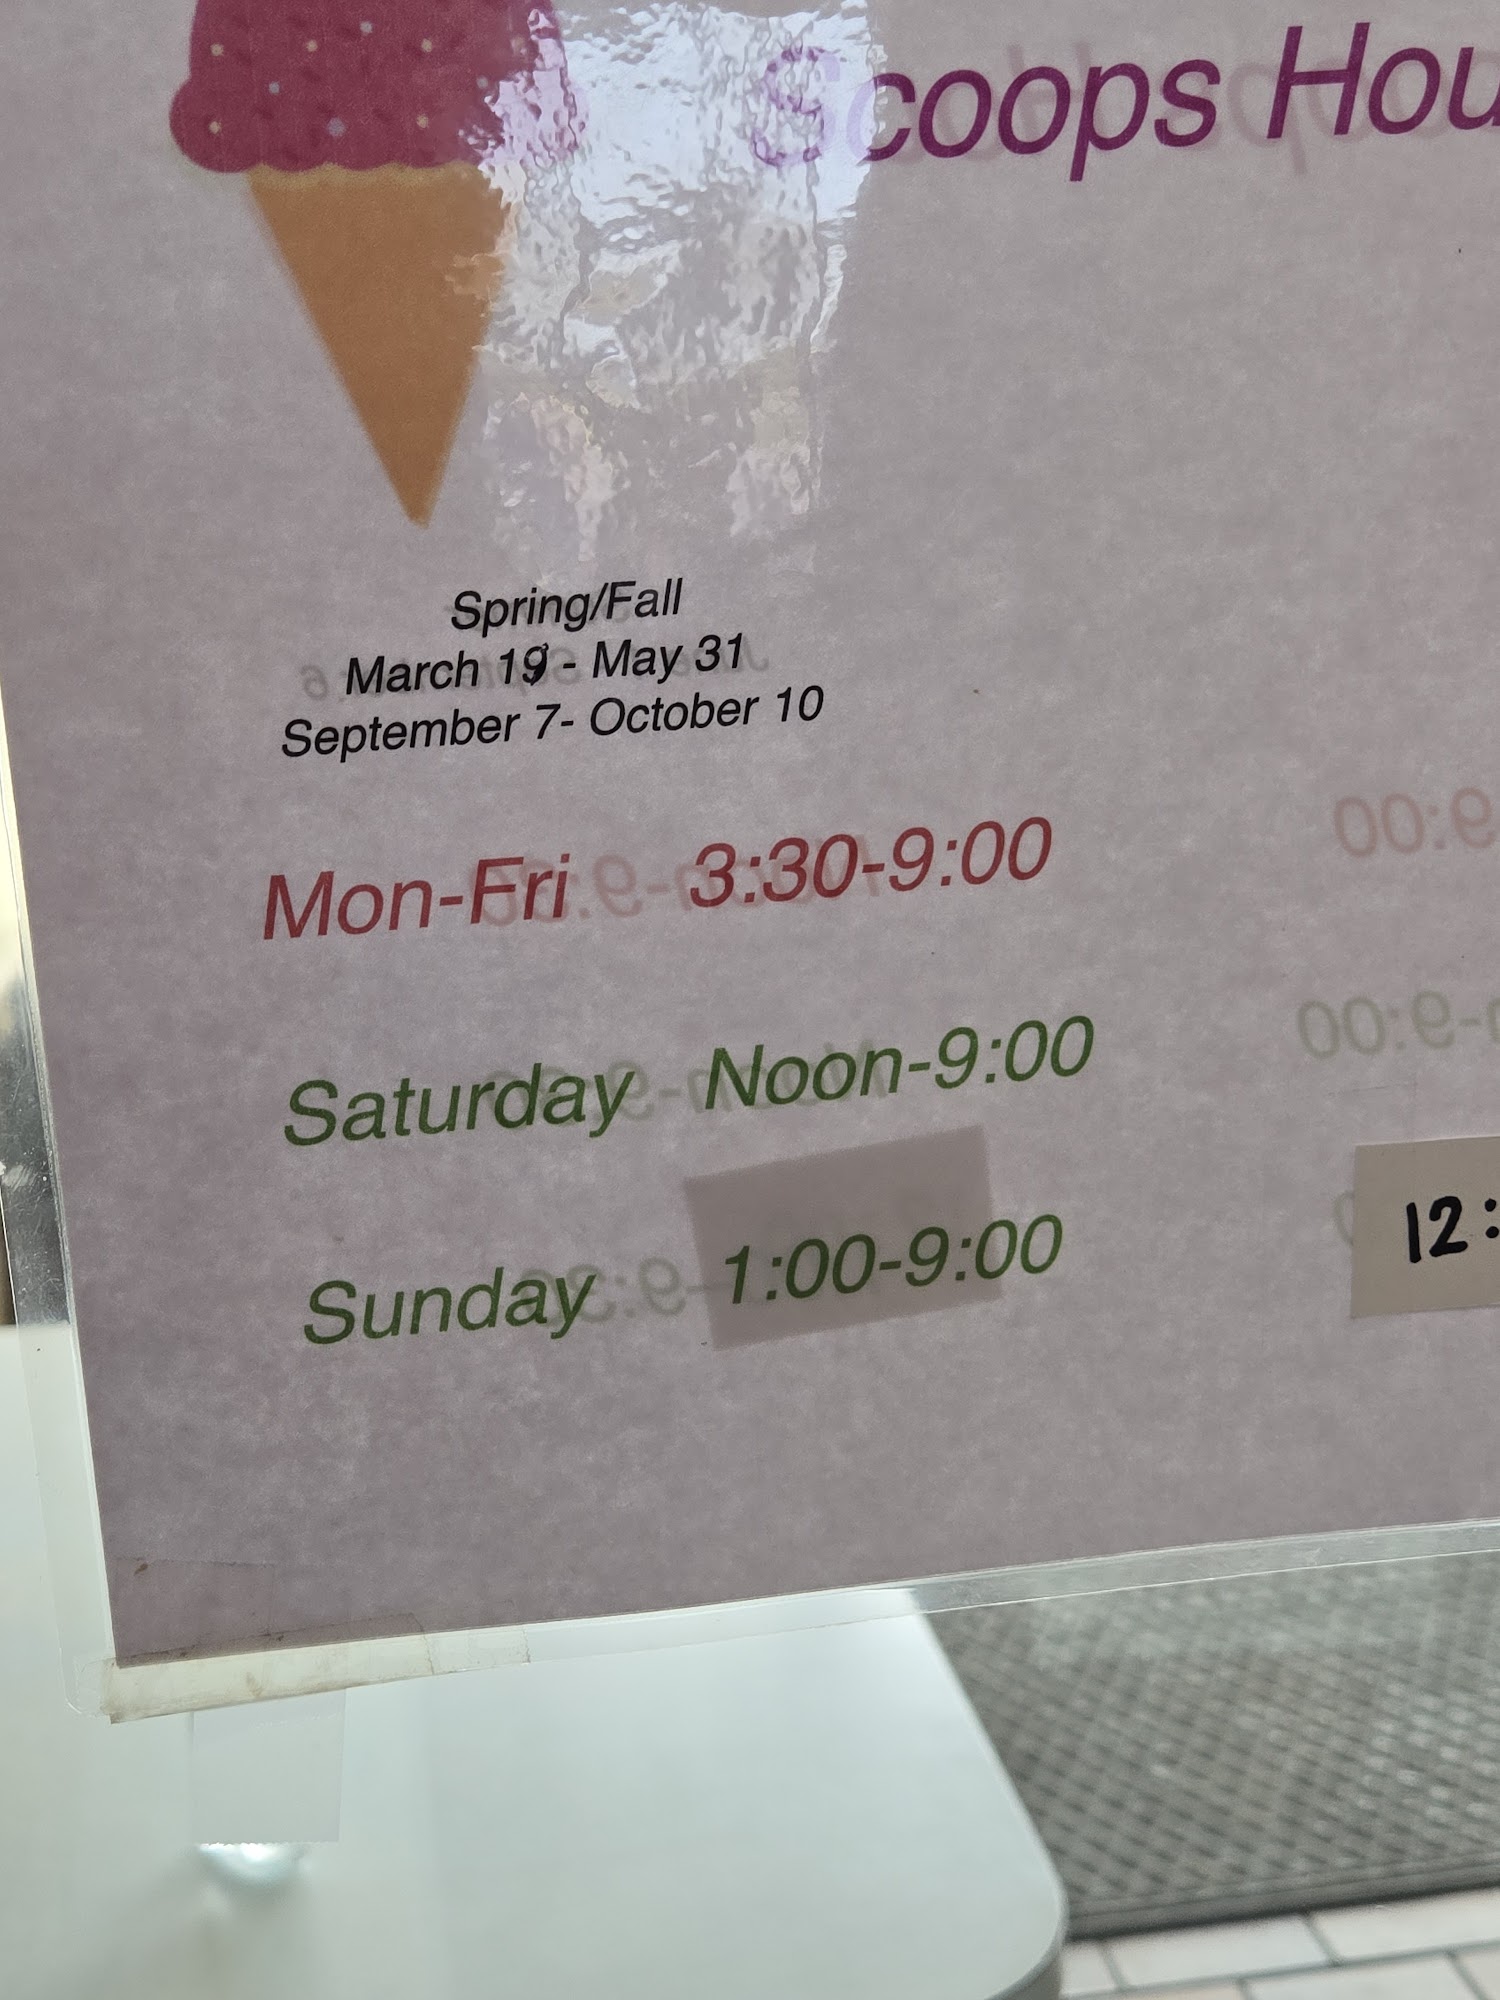 Scoops Hou
Spring/Fall
March 19 - May 31
September 7- October 10
Mon-Fri 3:30-9:00
Saturday Noon-9:00
Sunday 1:00-9:00
12: